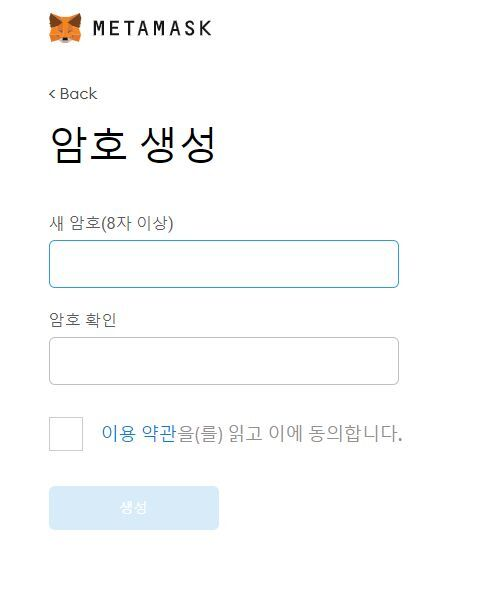 METAMASK
< Back
암호 생성
새 암호(8자 이상)
암호 확인
이용 약관을(를) 읽고 이에 동의합니다.
생성